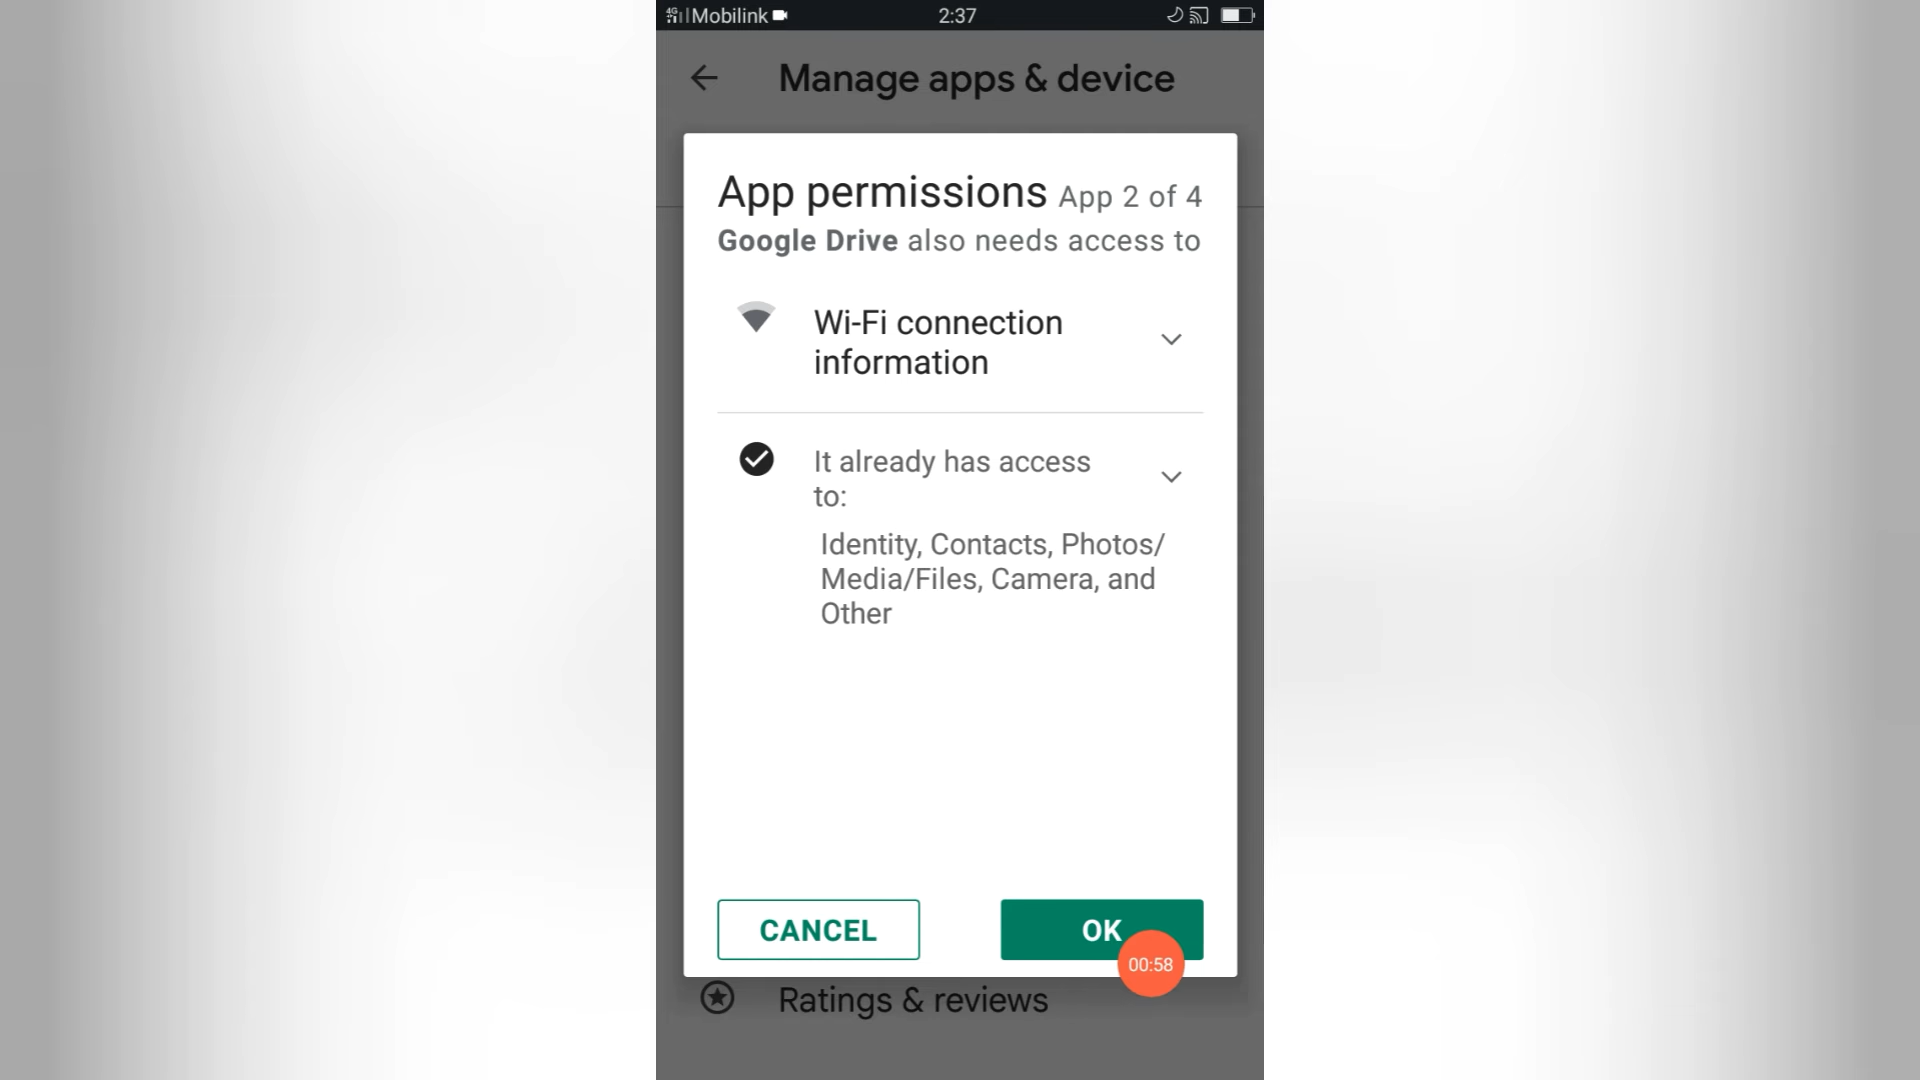 4G Mobilink 2:37
Manage apps & device
App permissions App 2 of 4
Google Drive also needs access to
Wi-Fi connection
information
It already has access
to:
Identity, Contacts, Photos/
Media/Files, Camera, and
Other
CANCEL OK
00:58
Ratings & reviews